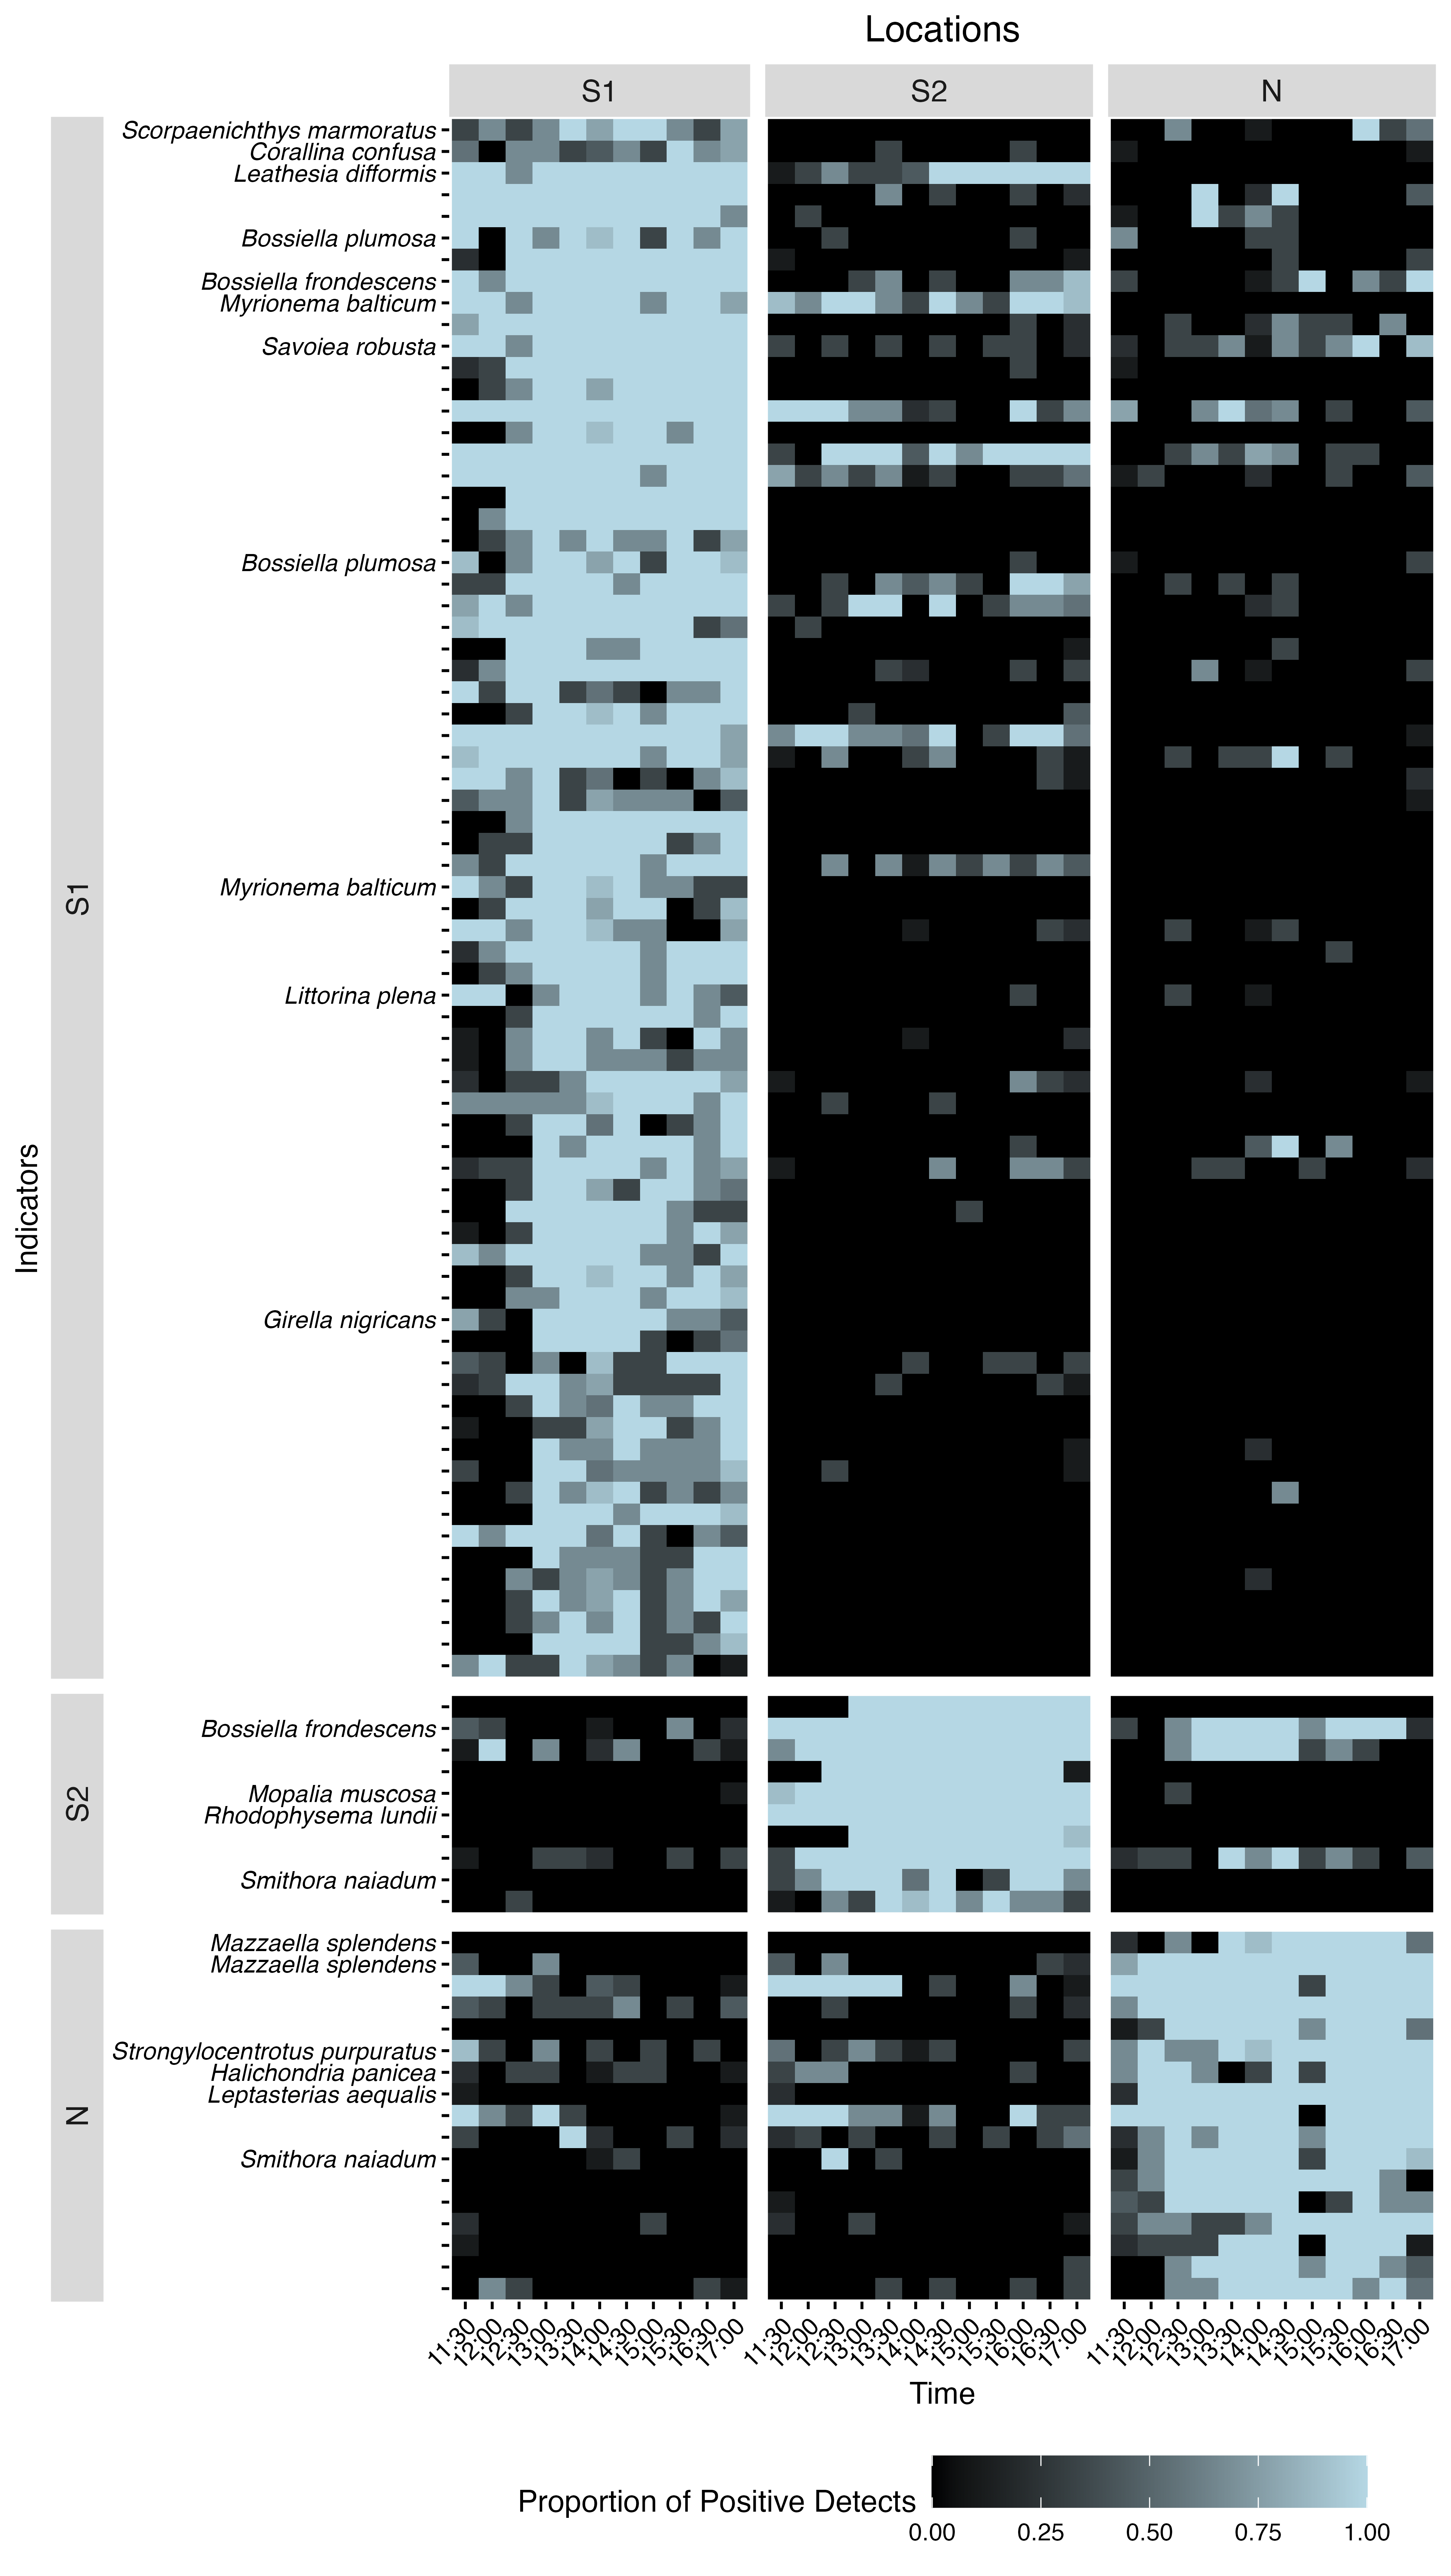 Locations
S1
S2
N
Indicators
S1
Scorpaenichthys marmoratus
Corallina confusa
Leathesia difformis
Bossiella plumosa
Bossiella frondescens
Myrionema balticum
Savoiea robusta
Bossiella plumosa
Myrionema balticum
Littorina plena
Girella nigricans
S2
Bossiella frondescens
Mopalia muscosa
Rhodophysema lundii
Smithora naiadum
N
Mazzaella splendens
Mazzaella splendens
Strongylocentrotus purpuratus
Halichondria panicea
Leptasterias aequalis
Smithora naiadum
11:30 12:00 12:30 13:00 13:30 14:00 14:30 15:00 15:30 16:30 17:00
11:30 12:00 12:30 13:00 13:30 14:00 14:30 15:00 15:30 16:00 16:30 17:00
11:30 12:00 12:30 13:00 13:30 14:00 14:30 15:00 15:30 16:00 16:30 17:00
Time
Proportion of Positive Detects
0.00 0.25 0.50 0.75 1.00